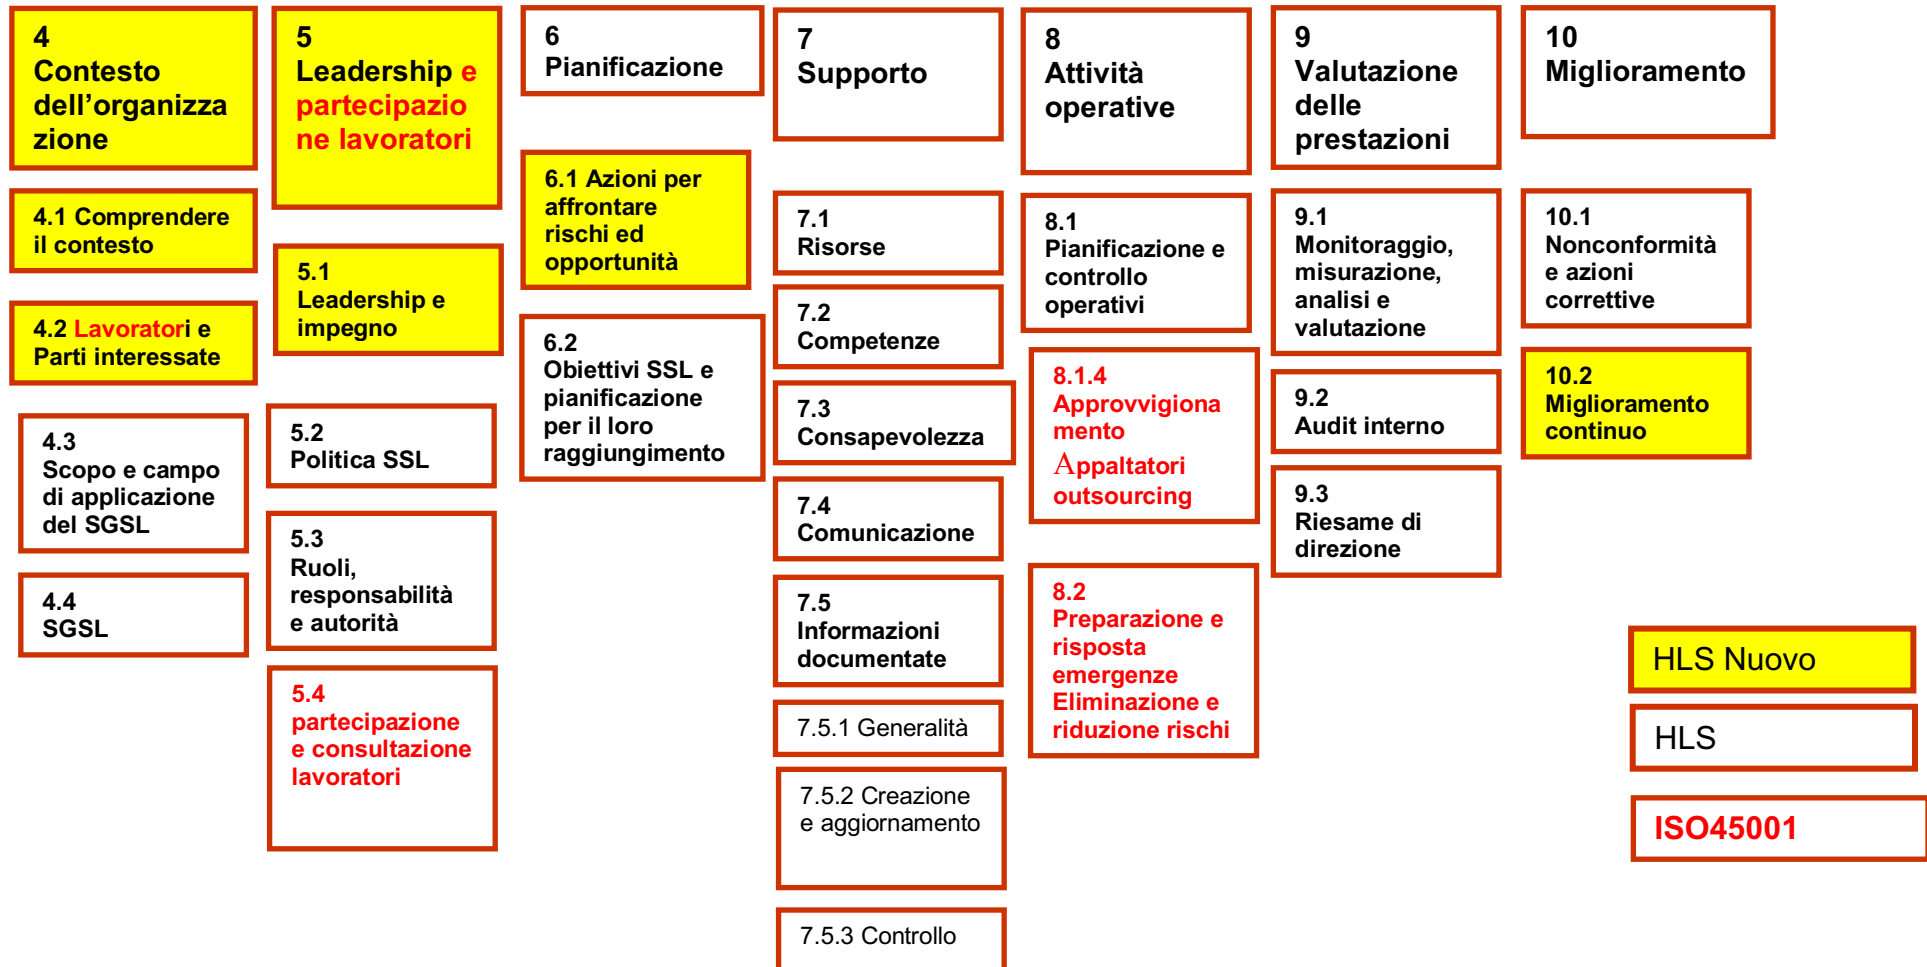 4
Contesto
dell’organizza
zione
4.1 Comprendere
il contesto
4.2 Lavoratori e
Parti interessate
4.3
Scopo e campo
di applicazione
del SGSL
4.4
SGSL
5
Leadership e
partecipazio
ne lavoratori
5.1
Leadership e
impegno
5.2
Politica SSL
5.3
Ruoli,
responsabilità
e autorità
5.4
partecipazione
e consultazione
lavoratori
6
Pianificazione
6.1 Azioni per
affrontare
rischi ed
opportunità
6.2
Obiettivi SSL e
pianificazione
per il loro
raggiungimento
7
Supporto
7.1
Risorse
7.2
Competenze
7.3
Consapevolezza
7.4
Comunicazione
7.5
Informazioni
documentate
7.5.1 Generalità
7.5.2 Creazione
e aggiornamento
7.5.3 Controllo
8
Attività
operative
8.1
Pianificazione e
controllo
operativi
8.1.4
Approvvigiona
mento
Appaltatori
outsourcing
8.2
Preparazione e
risposta
emergenze
Eliminazione e
riduzione rischi
9
Valutazione
delle
prestazioni
9.1
Monitoraggio,
misurazione,
analisi e
valutazione
9.2
Audit interno
9.3
Riesame di
direzione
10
Miglioramento
10.1
Nonconformità
e azioni
correttive
10.2
Miglioramento
continuo
HLS Nuovo
HLS
ISO45001